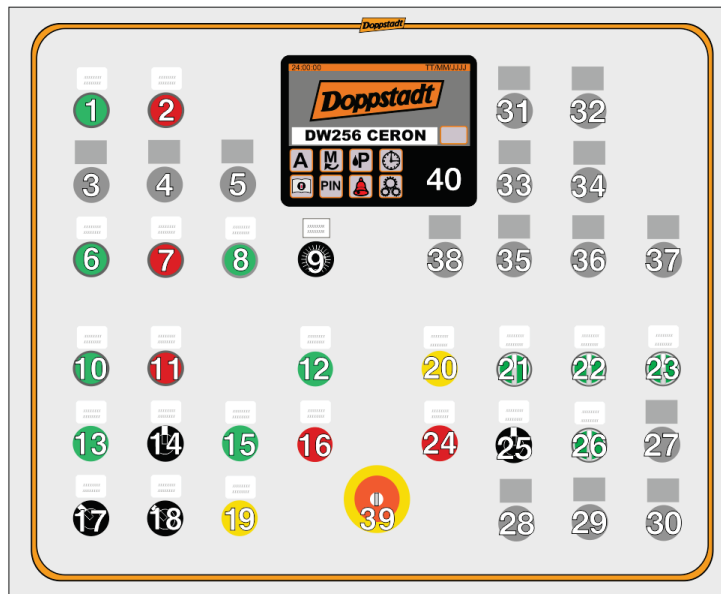 Doppstadt
24:00:00 TT/MM/JJJJ
Doppstadt
DW256 CERON
A M P
PIN
40
1 2
31 32
3 4 5
33 34
6 7 8 9 38 35 36 37
10 11 12 20 21 22 23
13 14 15 16 24 25 26 27
17 18 19 39 28 29 30